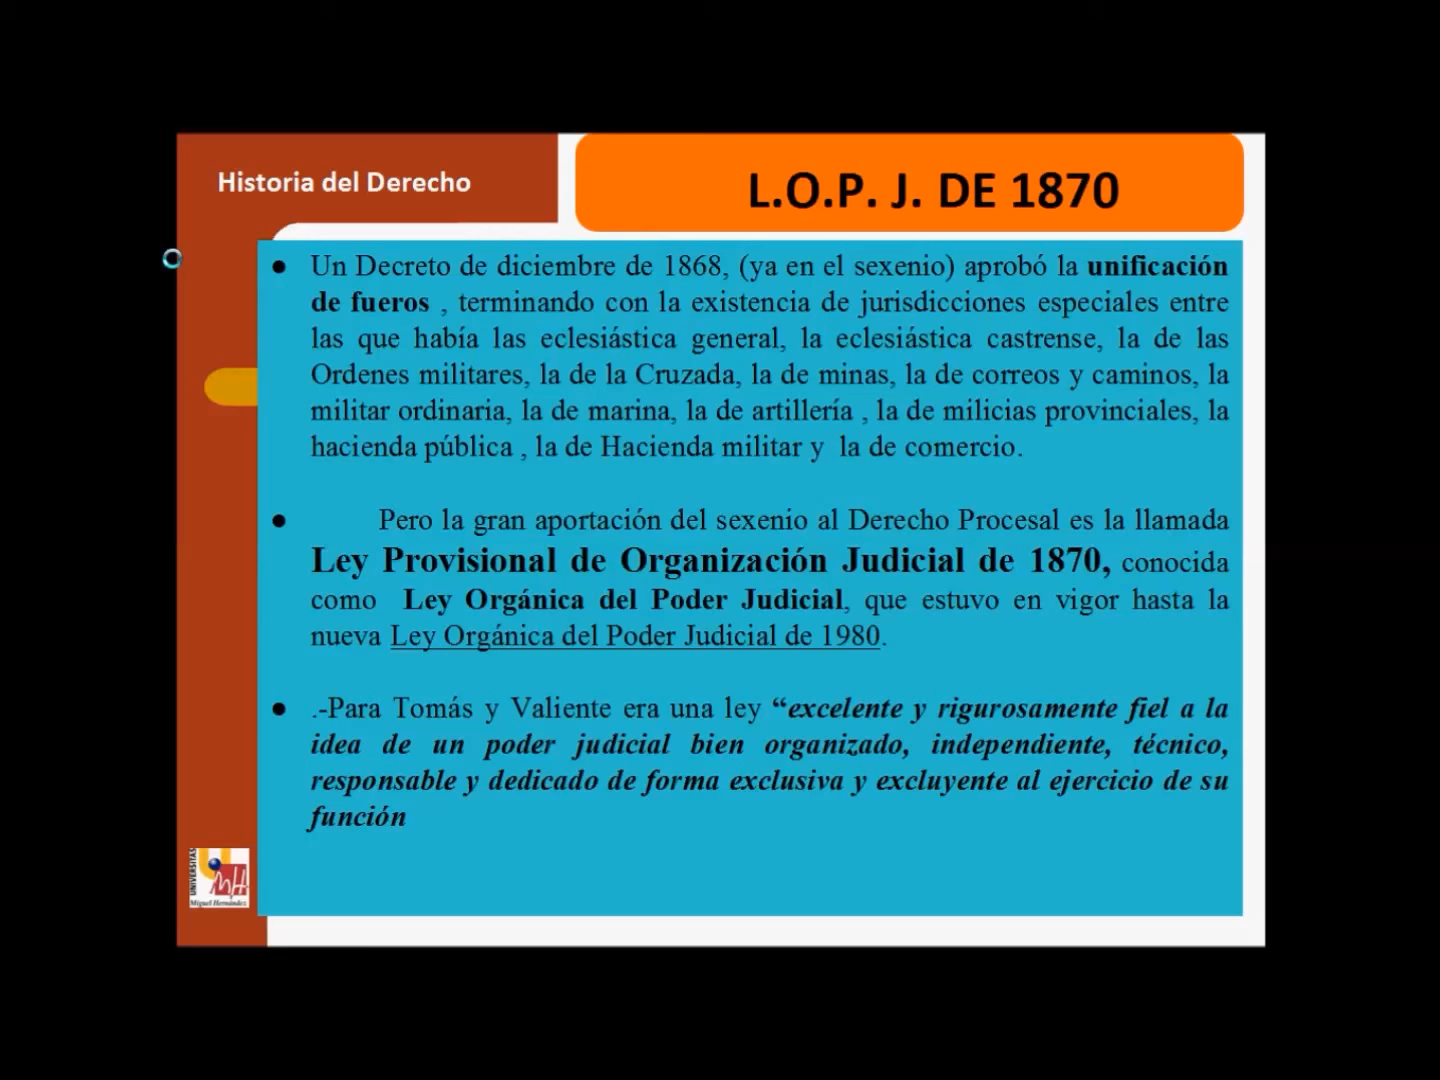 Historia del Derecho
L.O.P. J. DE 1870
● Un Decreto de diciembre de 1868, (ya en el sexenio) aprobó la unificación
de fueros , terminando con la existencia de jurisdicciones especiales entre
las que había las eclesiástica general, la eclesiástica castrense, la de las
Ordenes militares, la de la Cruzada, la de minas, la de correos y caminos, la
militar ordinaria, la de marina, la de artillería , la de milicias provinciales, la
hacienda pública , la de Hacienda militar y la de comercio.
● Pero la gran aportación del sexenio al Derecho Procesal es la llamada
Ley Provisional de Organización Judicial de 1870, conocida
como Ley Orgánica del Poder Judicial, que estuvo en vigor hasta la
nueva Ley Orgánica del Poder Judicial de 1980.
● .-Para Tomás y Valiente era una ley “excelente y rigurosamente fiel a la
idea de un poder judicial bien organizado, independiente, técnico,
responsable y dedicado de forma exclusiva y excluyente al ejercicio de su
función
UNIVERSITAS
Miguel Hernández